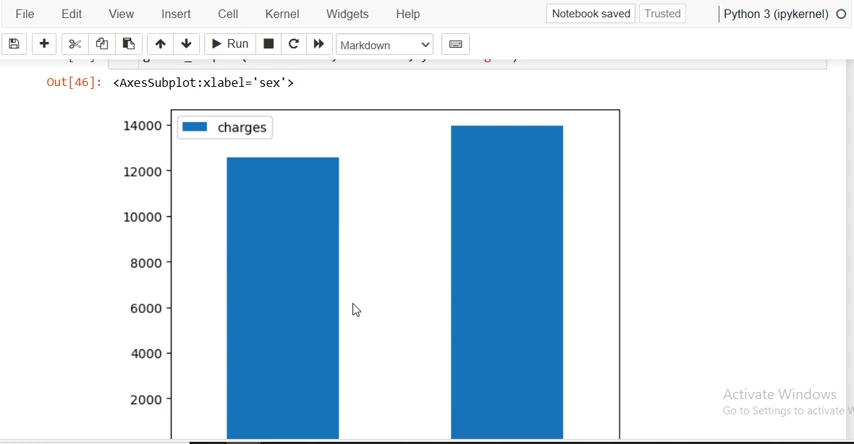 File Edit View Insert Cell Kernel Widgets Help Notebook saved Trusted Python 3 (ipykernel)
Run Markdown
Out[46]: <AxesSubplot:xlabel='sex'>
14000
charges
12000
10000
8000
6000
4000
2000
Activate Windows
Go to Settings to activate W